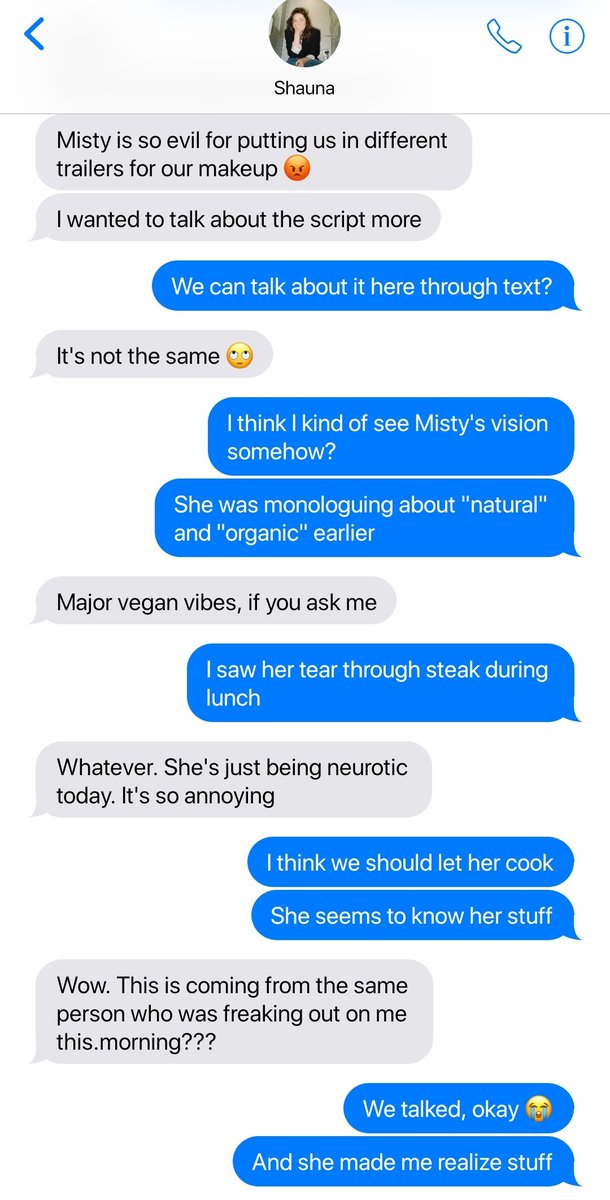 Shauna
Misty is so evil for putting us in different
trailers for our makeup 😡
I wanted to talk about the script more
We can talk about it here through text?
It's not the same 🙄
I think I kind of see Misty's vision
somehow?
She was monologuing about "natural"
and "organic" earlier
Major vegan vibes, if you ask me
I saw her tear through steak during
lunch
Whatever. She's just being neurotic
today. It's so annoying
I think we should let her cook
She seems to know her stuff
Wow. This is coming from the same
person who was freaking out on me
this.morning???
We talked, okay 😭
And she made me realize stuff